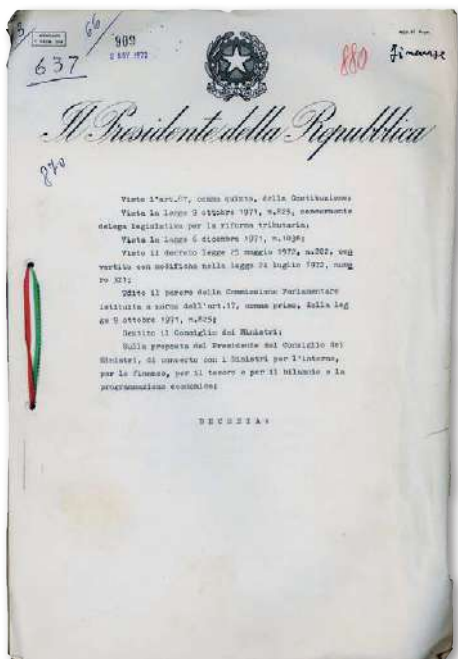 66
637
909
2 NOV 1972
880
Finanze
Il Presidente della Repubblica
870
Visto l'art.87, comma quinto, della Costituzione;
Vista la legge 9 ottobre 1971, n.825, concernente
delega legislativa per la riforma tributaria;
Vista la legge 6 dicembre 1971, n.1036;
Visto il decreto legge 25 maggio 1972, n.202, con
vertito con modifiche nella legge 24 luglio 1972, nume
ro 321;
Udito il parere della Commissione Parlamentare
istituita a norma dell'art.17, comma primo, della leg
ge 9 ottobre 1971, n.825;
Sentito il Consiglio dei Ministri;
Sulla proposta del Presidente del Consiglio dei
Ministri, di concerto con i Ministri per l'interno,
per le finanze, per il tesoro e per il bilancio e la
programmazione economica;
DECRETA: